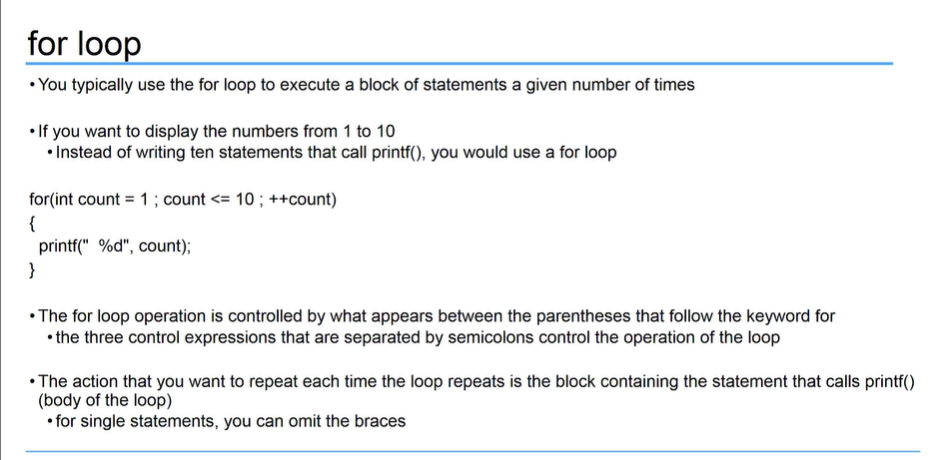 for loop
• You typically use the for loop to execute a block of statements a given number of times
• If you want to display the numbers from 1 to 10
• Instead of writing ten statements that call printf(), you would use a for loop
for(int count = 1 ; count <= 10 ; ++count)
{
printf("  %d", count);
}
• The for loop operation is controlled by what appears between the parentheses that follow the keyword for
• the three control expressions that are separated by semicolons control the operation of the loop
• The action that you want to repeat each time the loop repeats is the block containing the statement that calls printf()
(body of the loop)
• for single statements, you can omit the braces